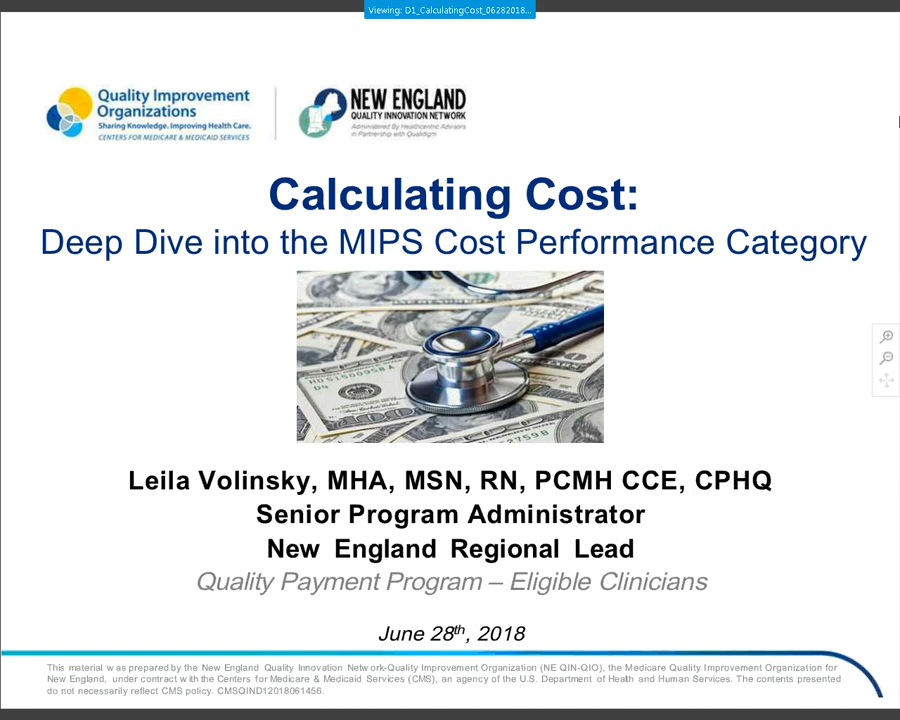 Viewing: D1_CalculatingCost_06282018...
Quality Improvement
Organizations
Sharing Knowledge. Improving Health Care.
CENTERS FOR MEDICARE & MEDICAID SERVICES
NEW ENGLAND
QUALITY INNOVATION NETWORK
Administered By Healthcentric Advisors
in Partnership with Qualidigm
Calculating Cost:
Deep Dive into the MIPS Cost Performance Category
HG51500958A
27559B
Leila Volinsky, MHA, MSN, RN, PCMH CCE, CPHQ
Senior Program Administrator
New England Regional Lead
Quality Payment Program – Eligible Clinicians
June 28th, 2018
This material was prepared by the New England Quality Innovation Network-Quality Improvement Organization (NE QIN-QIO), the Medicare Quality Improvement Organization for
New England, under contract with the Centers for Medicare & Medicaid Services (CMS), an agency of the U.S. Department of Health and Human Services. The contents presented
do not necessarily reflect CMS policy. CMSQIND12018061456.